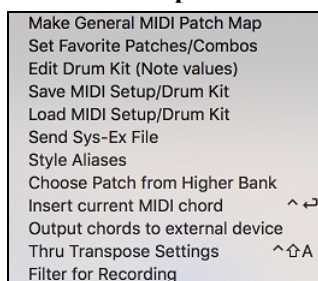 Make General MIDI Patch Map
Set Favorite Patches/Combos
Edit Drum Kit (Note values)
Save MIDI Setup/Drum Kit
Load MIDI Setup/Drum Kit
Send Sys-Ex File
Style Aliases
Choose Patch from Higher Bank
Insert current MIDI chord ^↩
Output chords to external device
Thru Transpose Settings ^⇧A
Filter for Recording